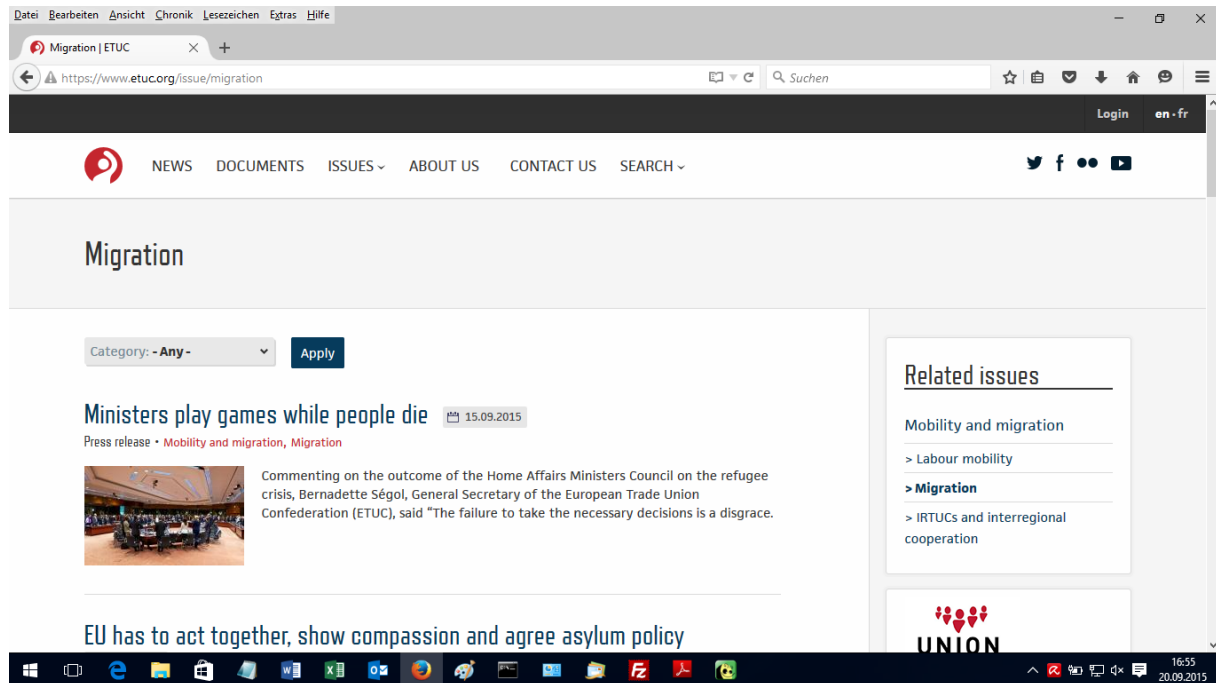 Datei Bearbeiten Ansicht Chronik Lesezeichen Extras Hilfe
Migration | ETUC
https://www.etuc.org/issue/migration
Suchen
Login en · fr
NEWS DOCUMENTS ISSUES ABOUT US CONTACT US SEARCH
Migration
Category: - Any -
Apply
Ministers play games while people die
15.09.2015
Press release • Mobility and migration, Migration
Commenting on the outcome of the Home Affairs Ministers Council on the refugee
crisis, Bernadette Ségol, General Secretary of the European Trade Union
Confederation (ETUC), said “The failure to take the necessary decisions is a disgrace.
EU has to act together, show compassion and agree asylum policy
Related issues
Mobility and migration
> Labour mobility
> Migration
> IRTUCs and interregional
cooperation
UNION
16:55
20.09.2015